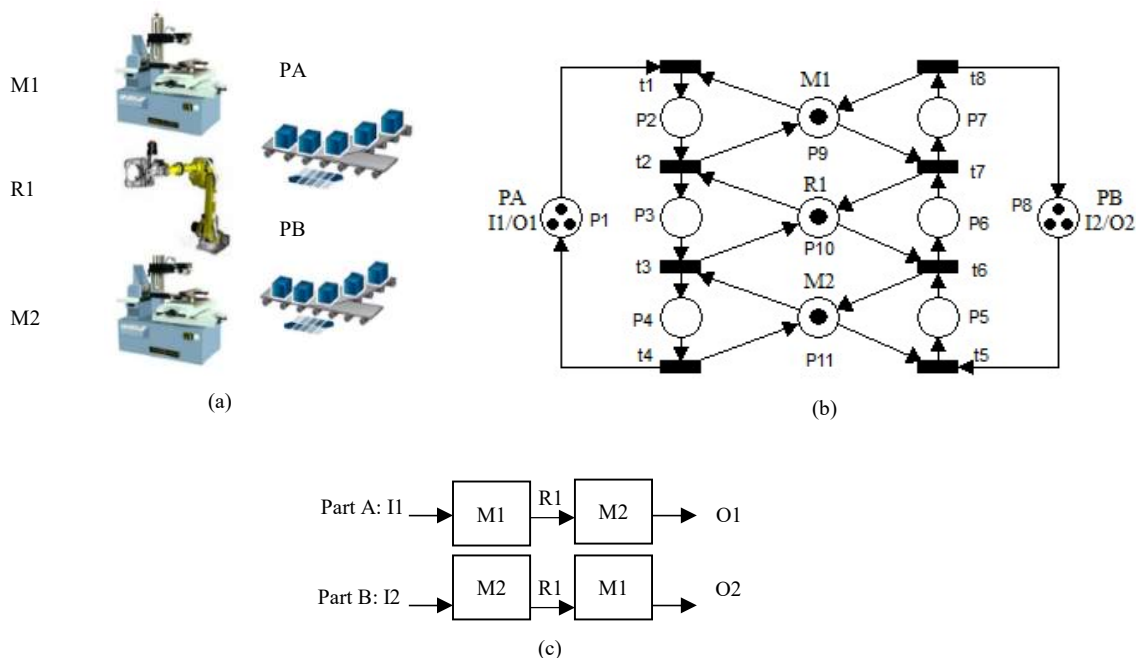 M1
PA
R1
PB
M2
(a)
t1
M1
t8
P2
P7
P9
t2
t7
R1
PA
I1/O1
P1
P3
P6
P8
PB
I2/O2
P10
t3
t6
M2
P4
P5
t4
P11
t5
(b)
Part A: I1
M1
R1
M2
O1
Part B: I2
M2
R1
M1
O2
(c)